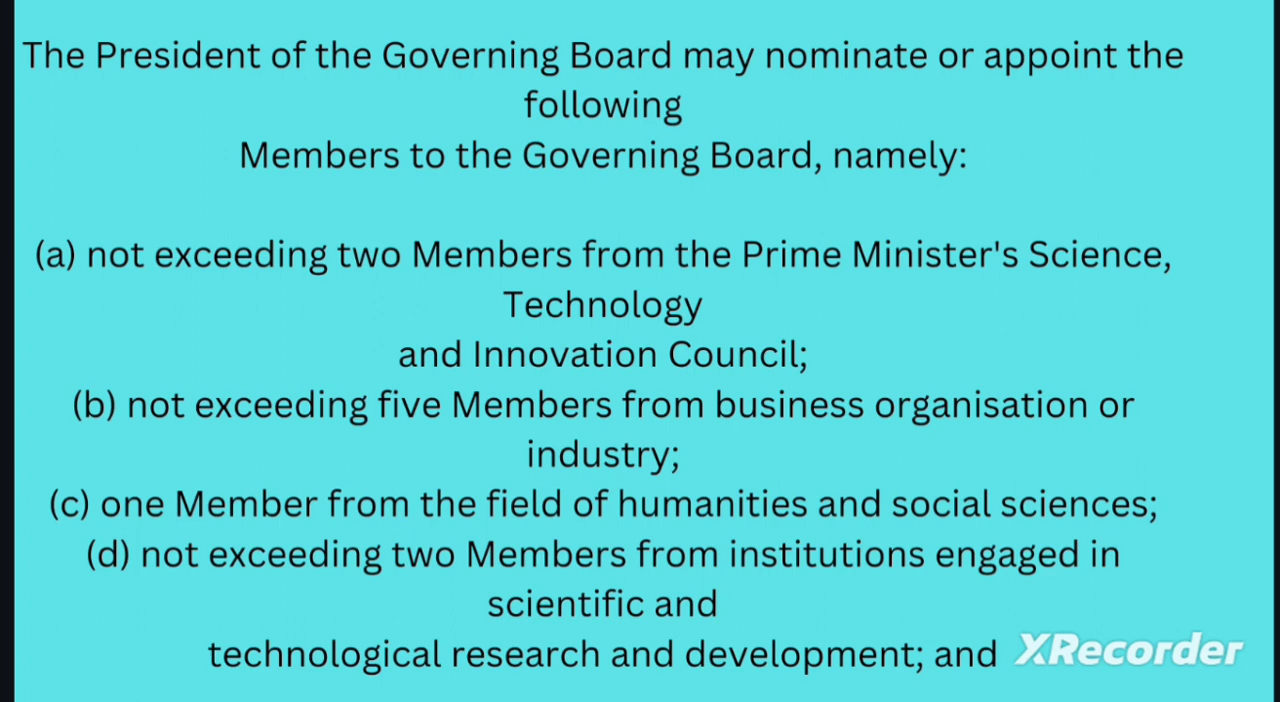 The President of the Governing Board may nominate or appoint the
following
Members to the Governing Board, namely:
(a) not exceeding two Members from the Prime Minister's Science,
Technology
and Innovation Council;
(b) not exceeding five Members from business organisation or
industry;
(c) one Member from the field of humanities and social sciences;
(d) not exceeding two Members from institutions engaged in
scientific and
technological research and development; and
XRecorder